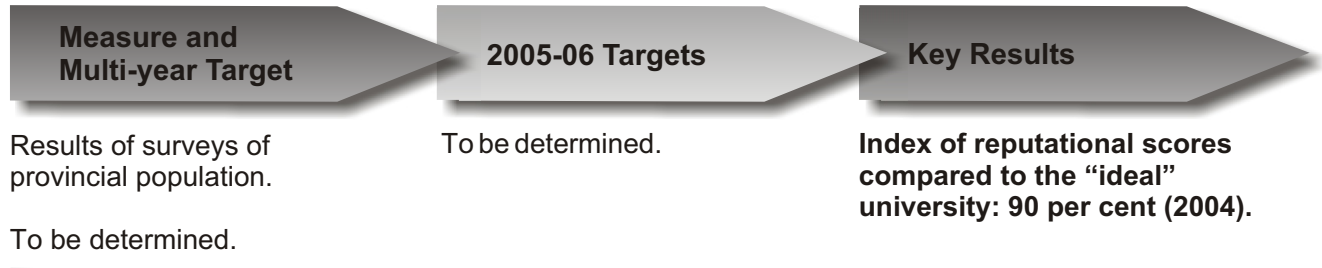 Measure and
Multi-year Target
2005-06 Targets
Key Results
Results of surveys of
provincial population.
To be determined.
To be determined.
Index of reputational scores
compared to the “ideal”
university: 90 per cent (2004).